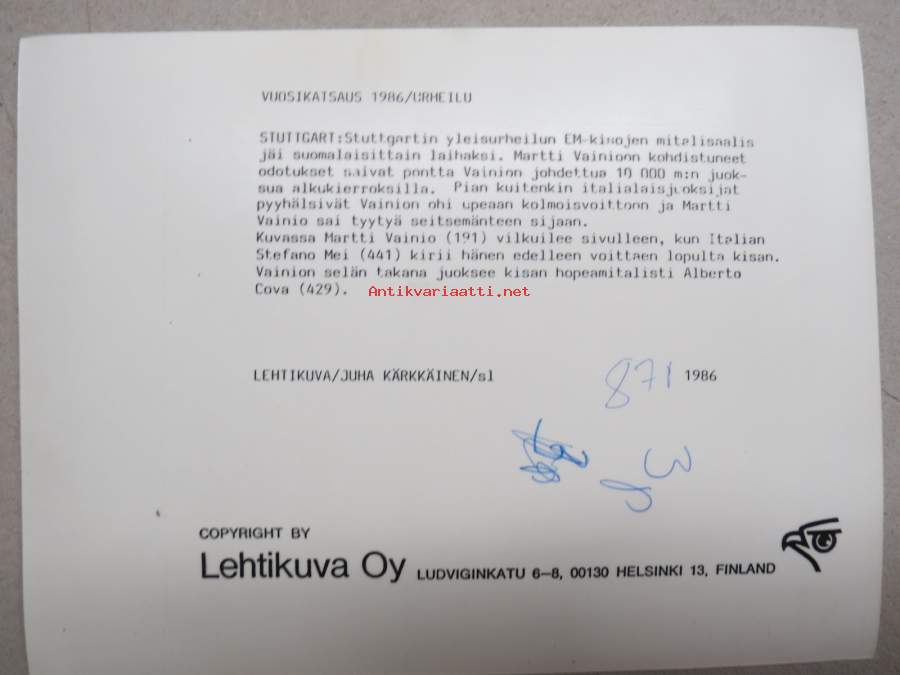 VUOSIKATSAUS 1986/URHEILU
STUTTGART:Stuttgartin yleisurheilun EM-kisojen mitalisaalis
jäi suomalaisittain laihaksi. Martti Vainioon kohdistuneet
odotukset saivat pontta Vainion johdettua 10 000 m:n juok-
sua alkukierroksilla. Pian kuitenkin italialaisjuoksijat
pyyhälsivät Vainion ohi upeaan kolmoisvoittoon ja Martti
Vainio sai tyytyä seitsemänteen sijaan.
Kuvassa Martti Vainio (191) vilkuilee sivulleen, kun Italian
Stefano Mei (441) kirii hänen edelleen voittaen lopulta kisan.
Vainion selän takana juoksee kisan hopeamitalisti Alberto
Cova (429).
Antikvariaatti.net
LEHTIKUVA/JUHA KÄRKKÄINEN/sl 871 1986
COPYRIGHT BY
Lehtikuva Oy LUDVIGINKATU 6–8, 00130 HELSINKI 13, FINLAND